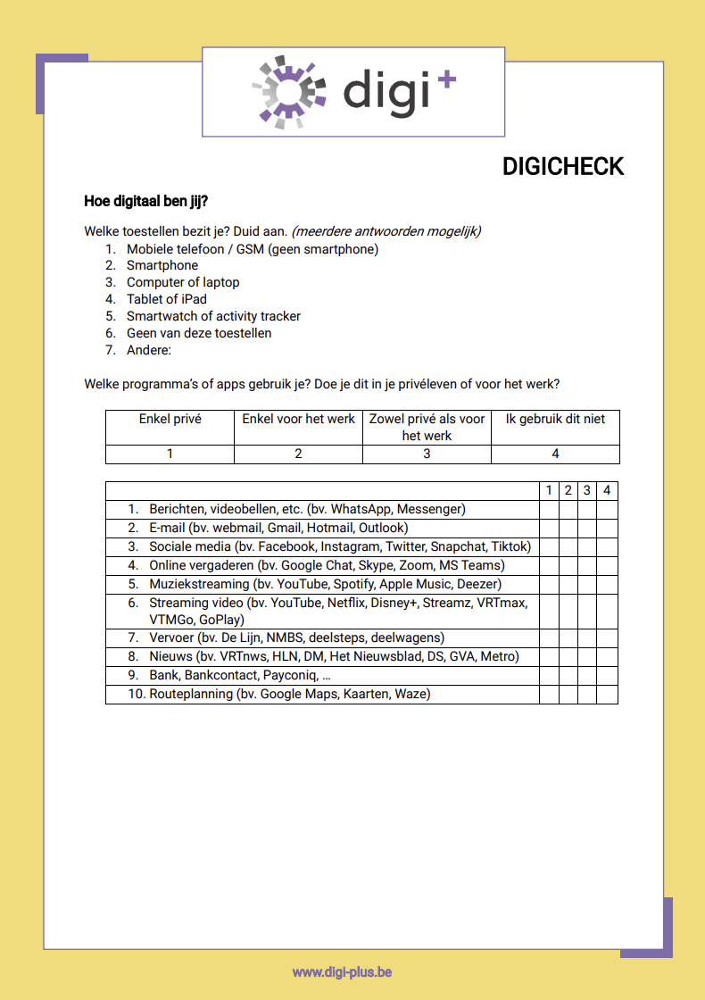 digi+
DIGICHECK
Hoe digitaal ben jij?
Welke toestellen bezit je? Duid aan. (meerdere antwoorden mogelijk)
1. Mobiele telefoon / GSM (geen smartphone)
2. Smartphone
3. Computer of laptop
4. Tablet of iPad
5. Smartwatch of activity tracker
6. Geen van deze toestellen
7. Andere:
Welke programma’s of apps gebruik je? Doe je dit in je privéleven of voor het werk?
Enkel privé Enkel voor het werk Zowel privé als voor Ik gebruik dit niet
het werk
1 2 3 4
1 2 3 4
1. Berichten, videobellen, etc. (bv. WhatsApp, Messenger)
2. E-mail (bv. webmail, Gmail, Hotmail, Outlook)
3. Sociale media (bv. Facebook, Instagram, Twitter, Snapchat, Tiktok)
4. Online vergaderen (bv. Google Chat, Skype, Zoom, MS Teams)
5. Muziekstreaming (bv. YouTube, Spotify, Apple Music, Deezer)
6. Streaming video (bv. YouTube, Netflix, Disney+, Streamz, VRTmax,
VTMGo, GoPlay)
7. Vervoer (bv. De Lijn, NMBS, deelsteps, deelwagens)
8. Nieuws (bv. VRTnws, HLN, DM, Het Nieuwsblad, DS, GVA, Metro)
9. Bank, Bankcontact, Payconiq, …
10. Routeplanning (bv. Google Maps, Kaarten, Waze)
www.digi-plus.be